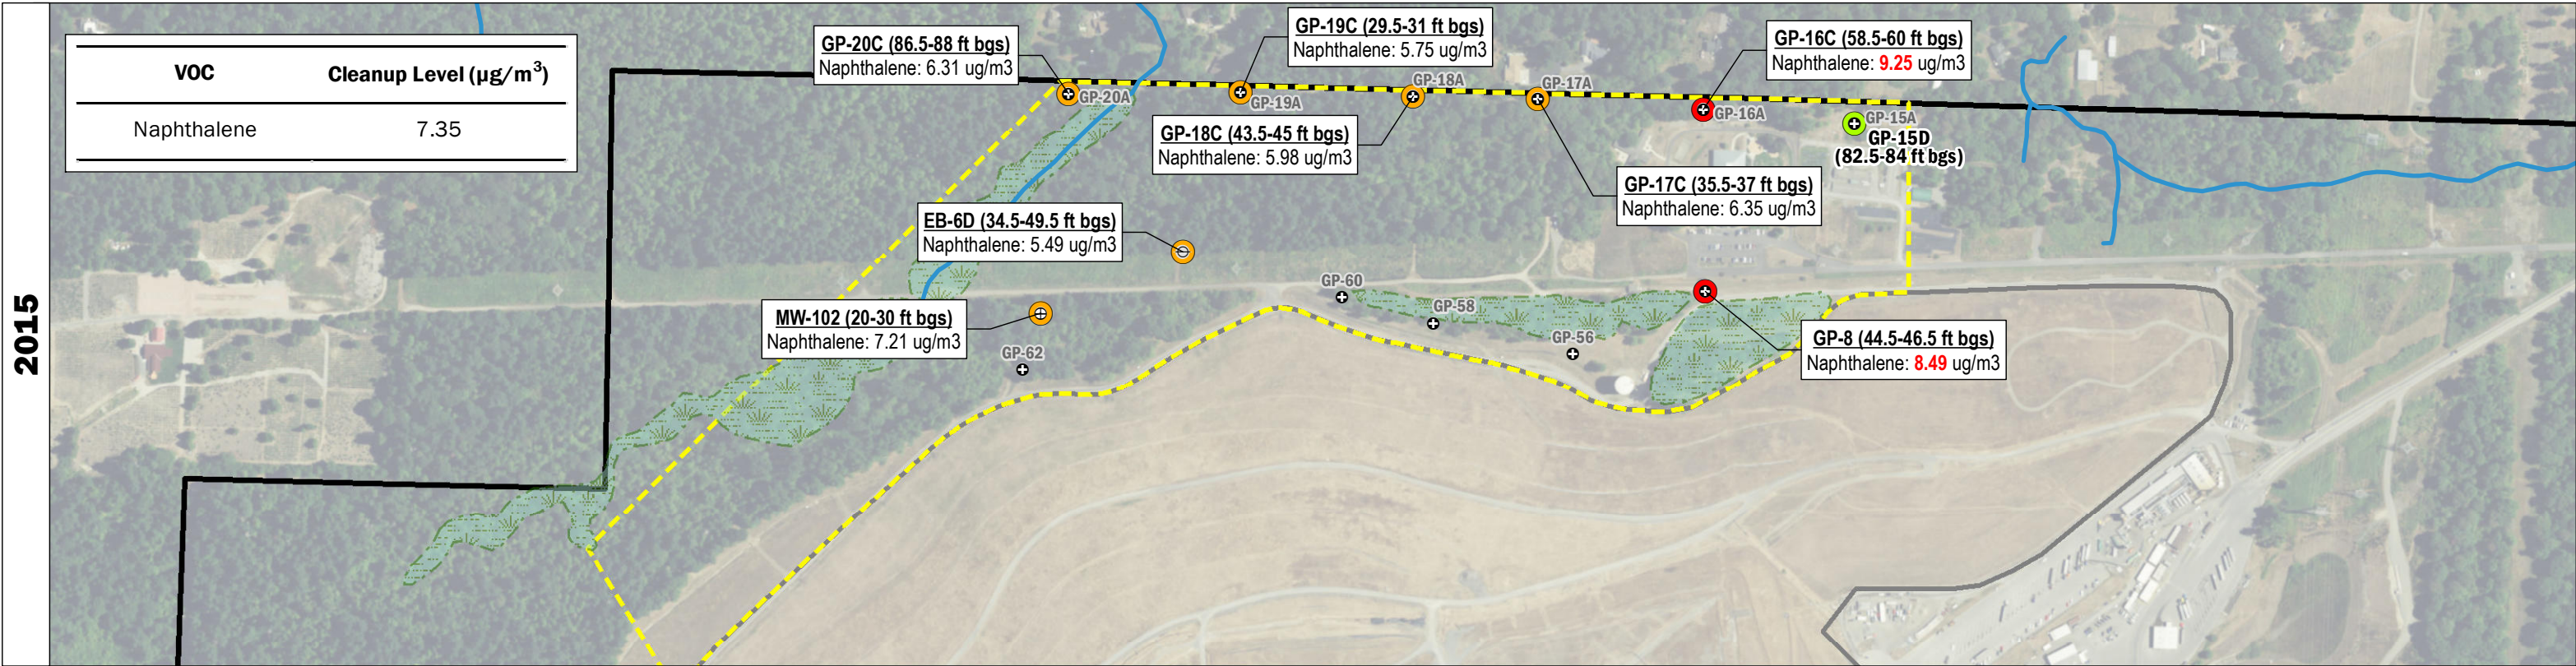 2015
VOC Cleanup Level (µg/m³)
Naphthalene 7.35
GP-20C (86.5-88 ft bgs)
Naphthalene: 6.31 ug/m3
GP-20A
GP-19C (29.5-31 ft bgs)
Naphthalene: 5.75 ug/m3
GP-19A
GP-18A
GP-18C (43.5-45 ft bgs)
Naphthalene: 5.98 ug/m3
GP-17A
GP-17C (35.5-37 ft bgs)
Naphthalene: 6.35 ug/m3
GP-16C (58.5-60 ft bgs)
Naphthalene: 9.25 ug/m3
GP-16A
GP-15A
GP-15D
(82.5-84 ft bgs)
EB-6D (34.5-49.5 ft bgs)
Naphthalene: 5.49 ug/m3
MW-102 (20-30 ft bgs)
Naphthalene: 7.21 ug/m3
GP-62
GP-60
GP-58
GP-56
GP-8 (44.5-46.5 ft bgs)
Naphthalene: 8.49 ug/m3